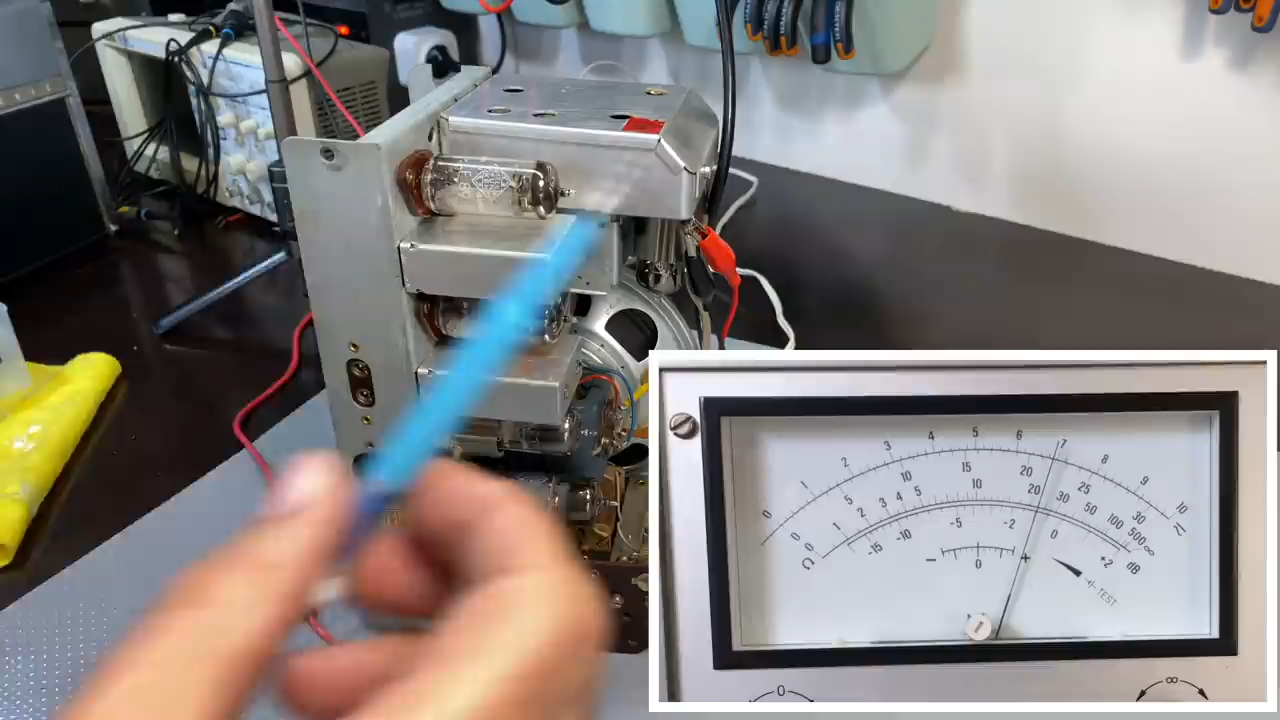 0 1 2 3 4 5 6 7 8 9 10
0 5 10 15 20 25 30
Ω 0 1 2 3 4 5 10 20 30 50 100 500 ∞
-15 -10 -5 -2 0 +2 dB
− 0 +
TEST
0 ∞